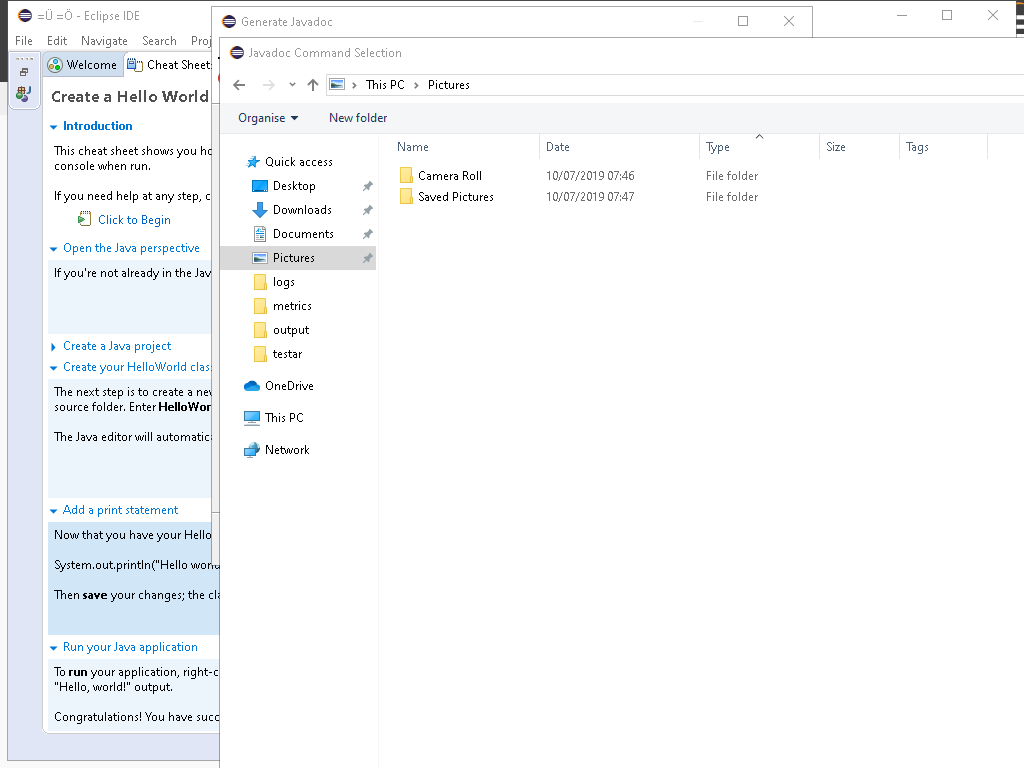 =Ü =Ö - Eclipse IDE
File Edit Navigate Search Proj
Welcome
Cheat Sheets
Create a Hello World
Introduction
This cheat sheet shows you ho
console when run.
If you need help at any step, c
Click to Begin
Open the Java perspective
If you're not already in the Jav
Create a Java project
Create your HelloWorld clas
The next step is to create a new
source folder. Enter HelloWor
The Java editor will automatica
Add a print statement
Now that you have your Hello
System.out.println("Hello world
Then save your changes; the cla
Run your Java application
To run your application, right-c
"Hello, world!" output.
Congratulations! You have succ
Generate Javadoc
Javadoc Command Selection
This PC
Pictures
Organise
New folder
Quick access
Desktop
Downloads
Documents
Pictures
logs
metrics
output
testar
OneDrive
This PC
Network
Name Date Type Size Tags
Camera Roll 10/07/2019 07:46 File folder
Saved Pictures 10/07/2019 07:47 File folder